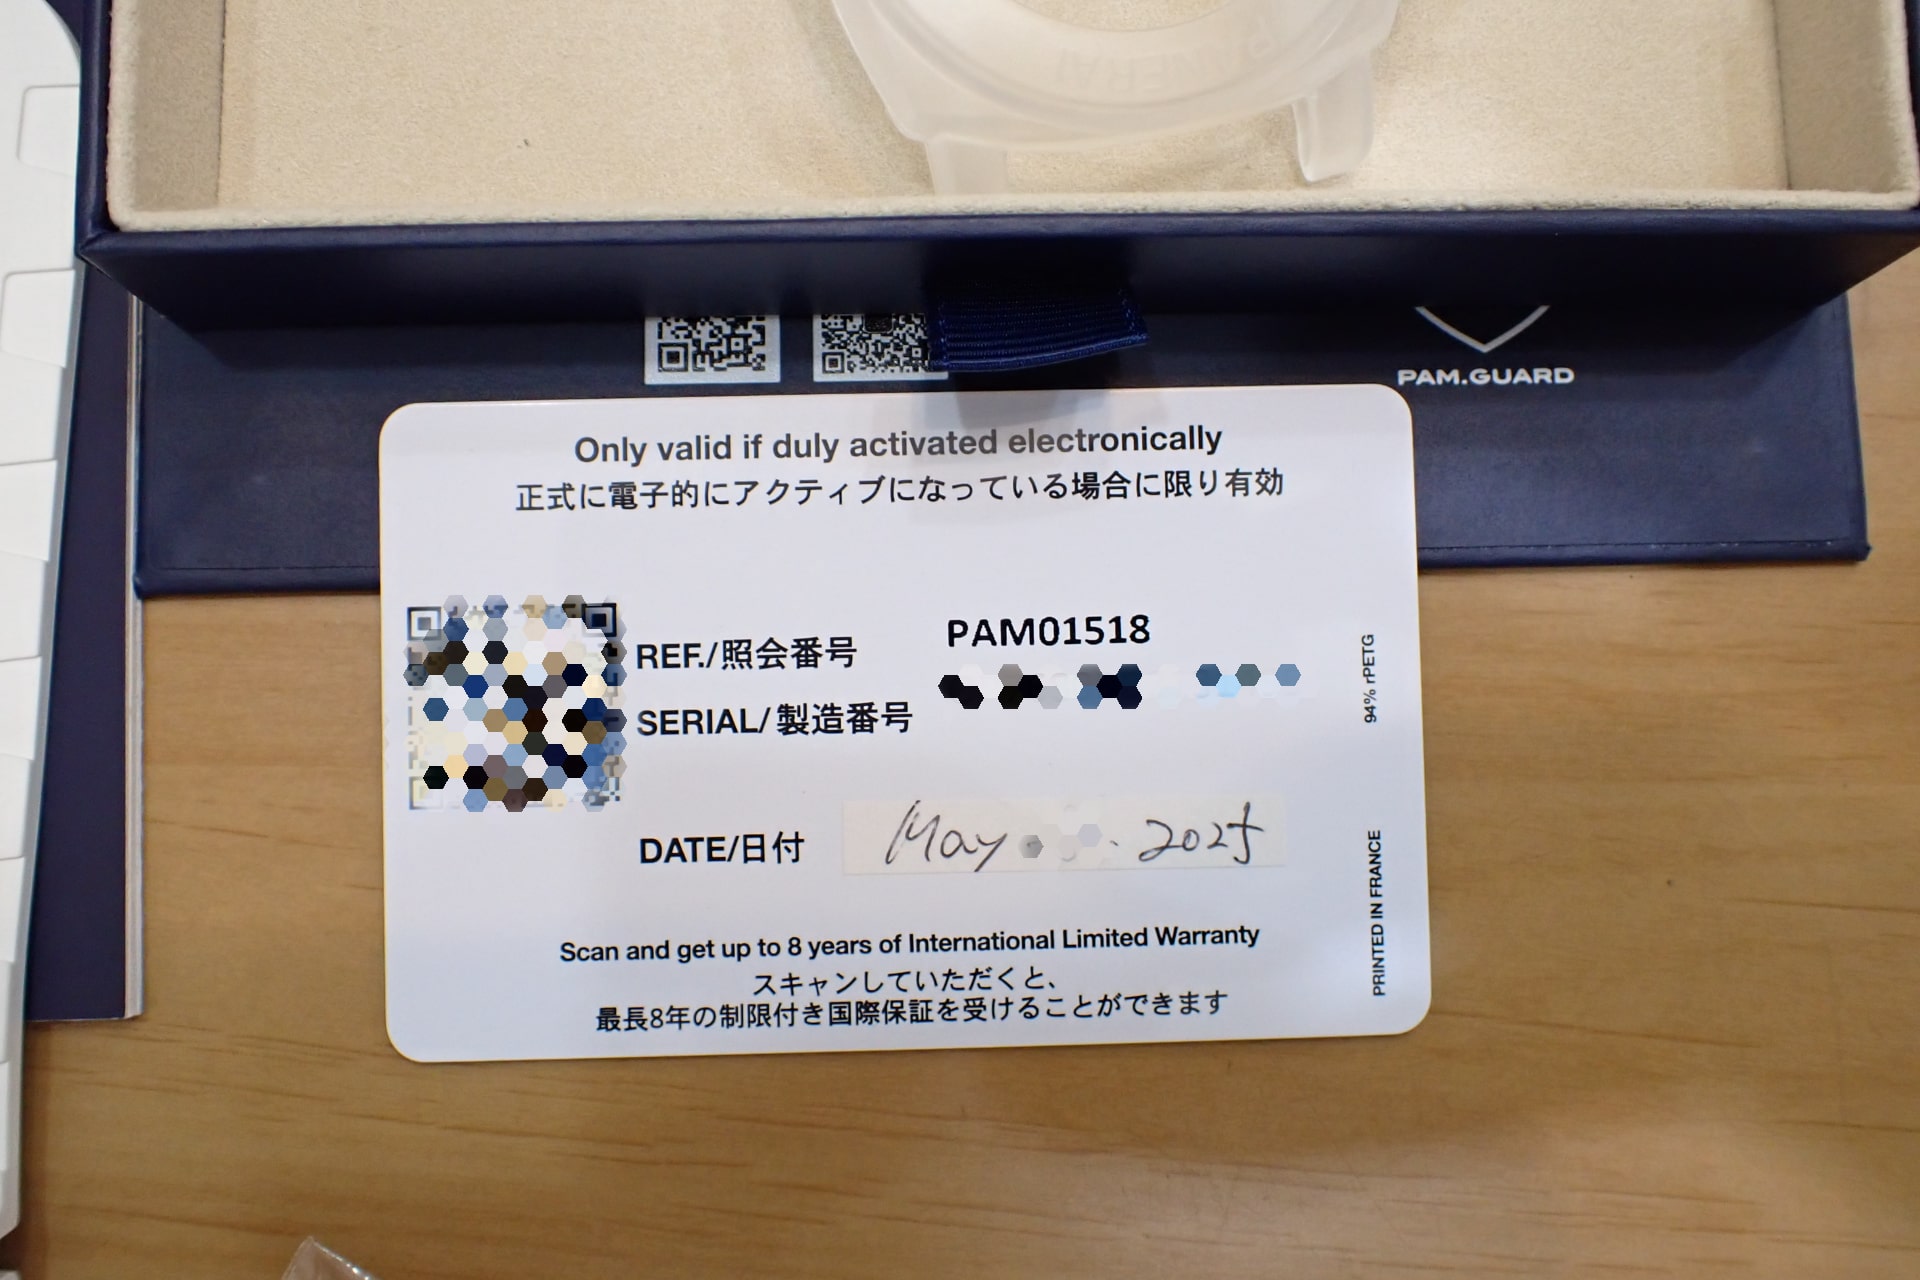 PANERAI
PAM.GUARD
Only valid if duly activated electronically
正式に電子的にアクティブになっている場合に限り有効
REF./照会番号 PAM01518
SERIAL/製造番号
DATE/日付 May 2025
Scan and get up to 8 years of International Limited Warranty
スキャンしていただくと、
最長8年の制限付き国際保証を受けることができます
94% rPETG
PRINTED IN FRANCE